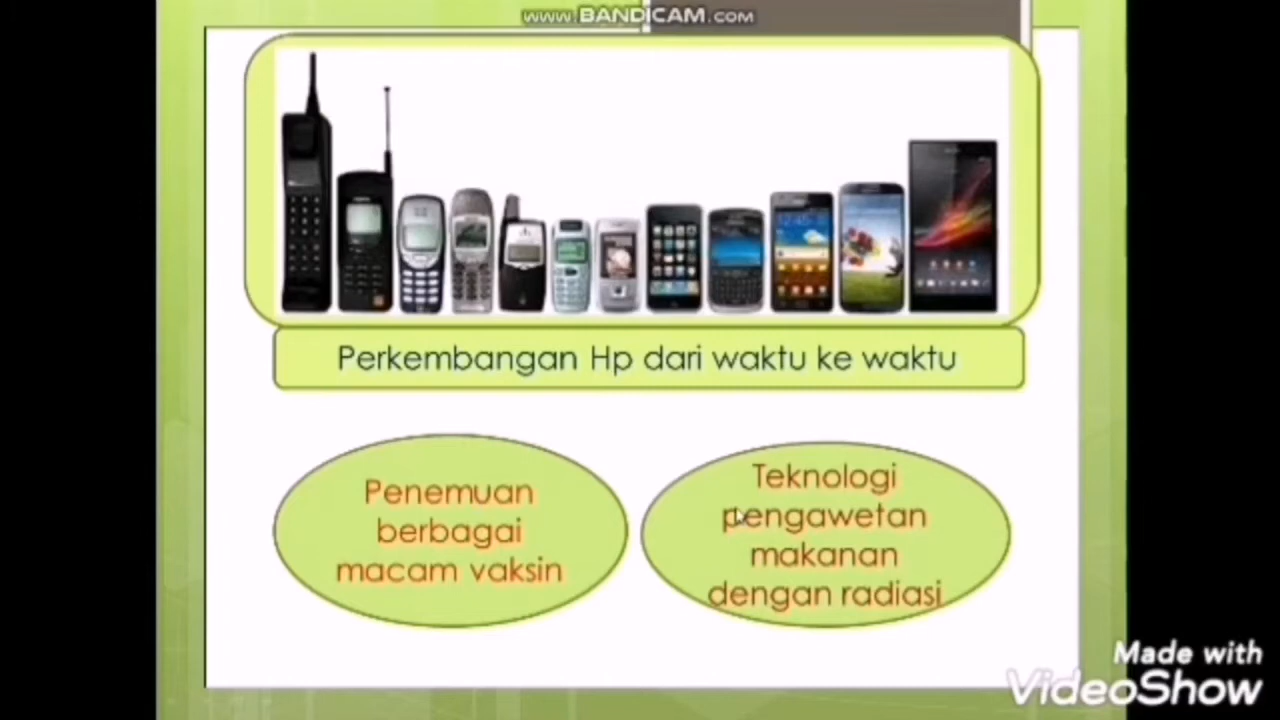 www.BANDICAM.com
Perkembangan Hp dari waktu ke waktu
Penemuan
berbagai
macam vaksin
Teknologi
pengawetan
makanan
dengan radiasi
Made with
VideoShow